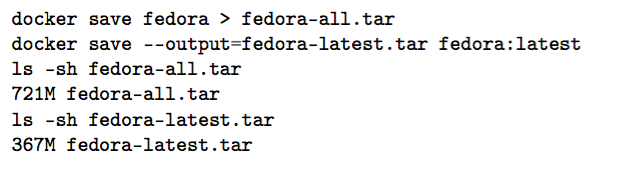 docker save fedora > fedora-all.tar
docker save --output=fedora-latest.tar fedora:latest
ls -sh fedora-all.tar
721M fedora-all.tar
ls -sh fedora-latest.tar
367M fedora-latest.tar